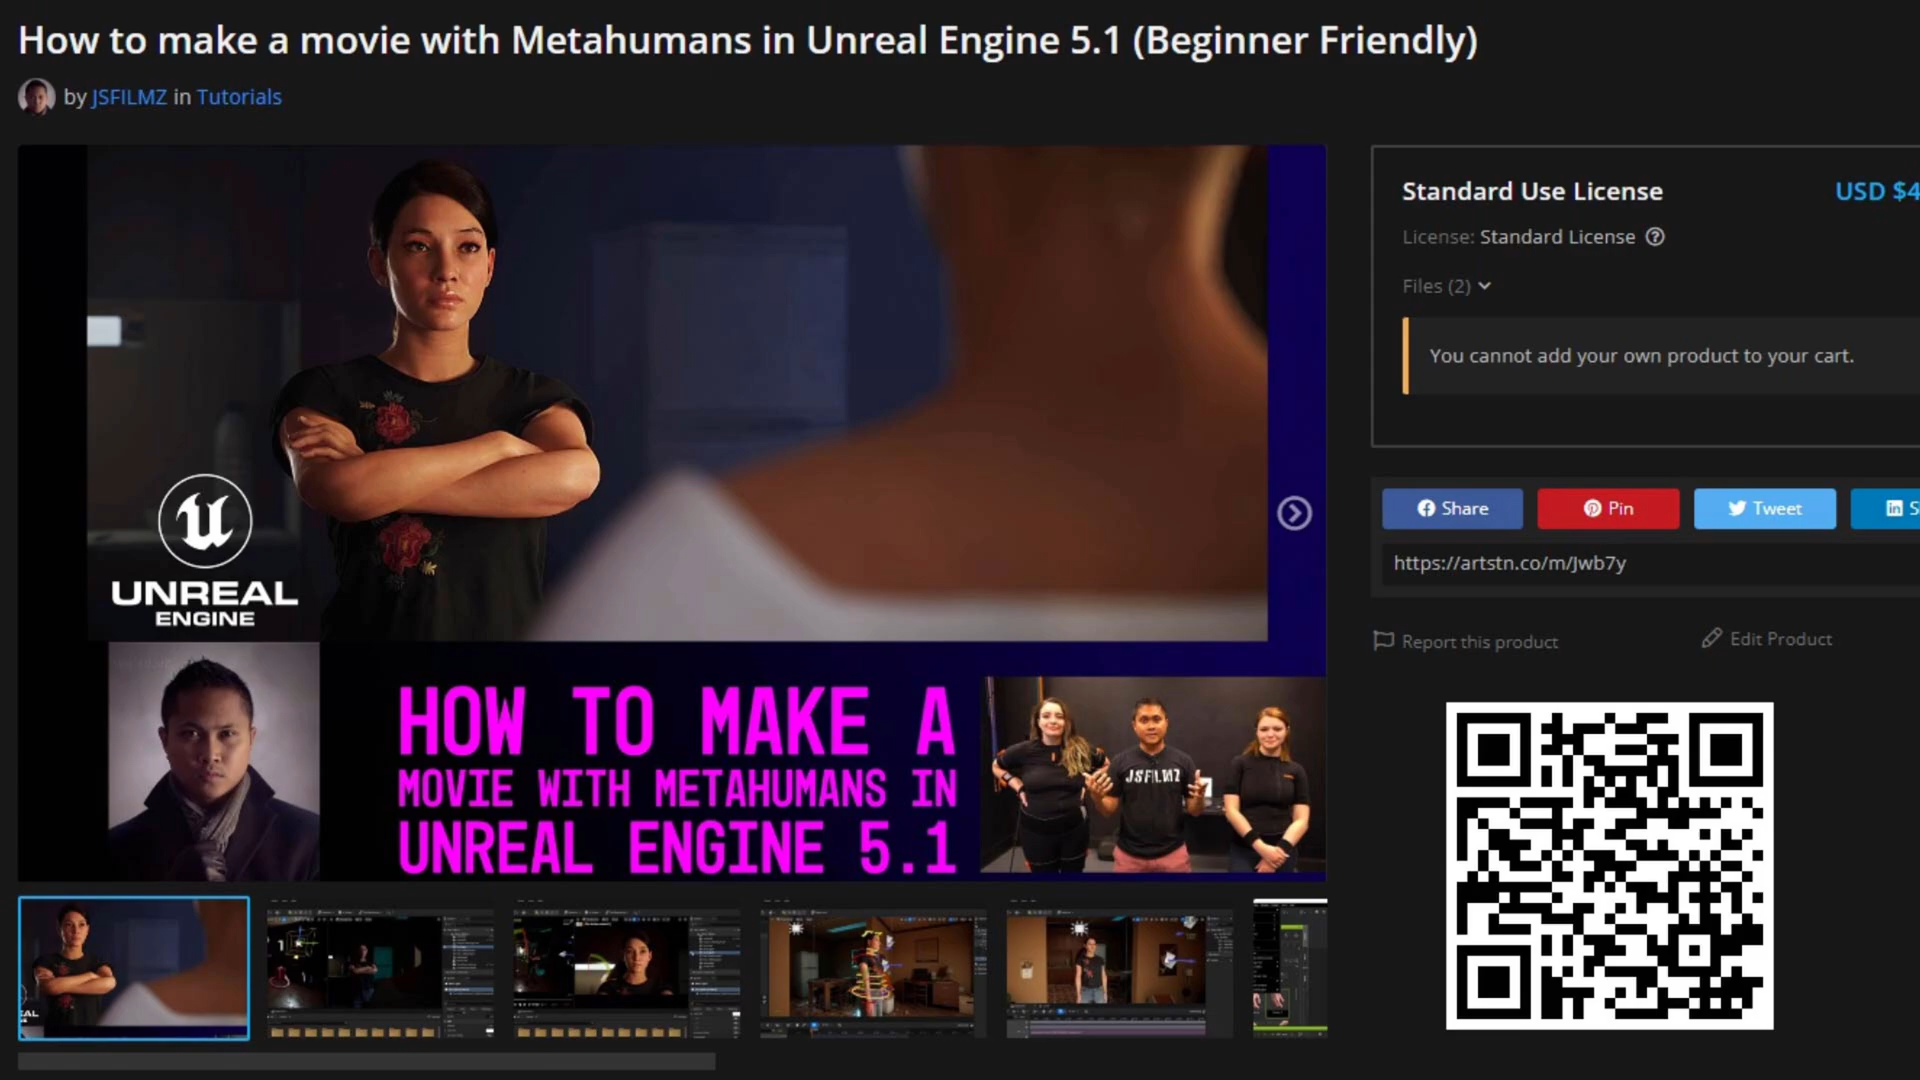 How to make a movie with Metahumans in Unreal Engine 5.1 (Beginner Friendly)
by JSFILMZ in Tutorials
Standard Use License
USD $4
License: Standard License
Files (2)
You cannot add your own product to your cart.
Share
Pin
Tweet
https://artstn.co/m/Jwb7y
Report this product
Edit Product
UNREAL
ENGINE
HOW TO MAKE A
MOVIE WITH METAHUMANS IN
UNREAL ENGINE 5.1
JSFILMZ